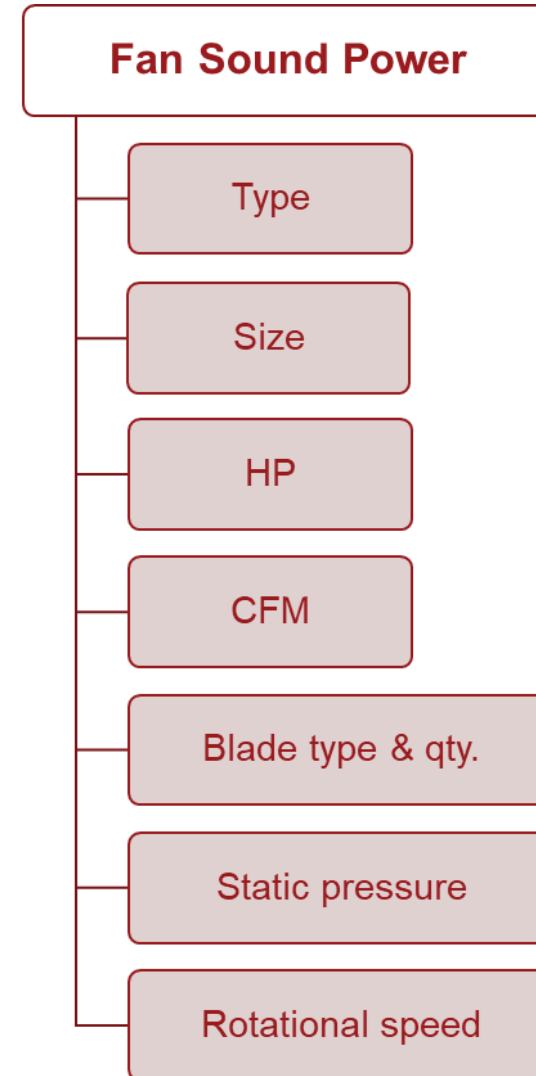 Fan Sound Power
Type
Size
HP
CFM
Blade type & qty.
Static pressure
Rotational speed